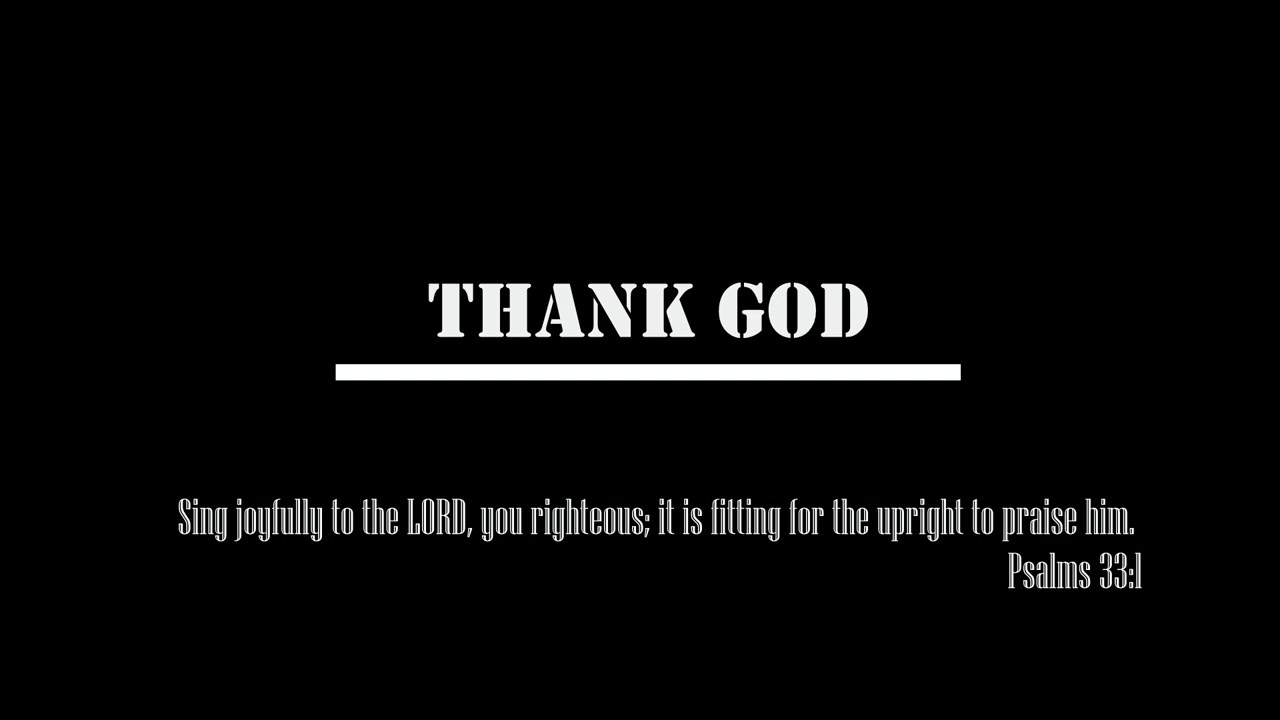 THANK GOD
Sing joyfully to the LORD, you righteous; it is fitting for the upright to praise him.
Psalms 33:1